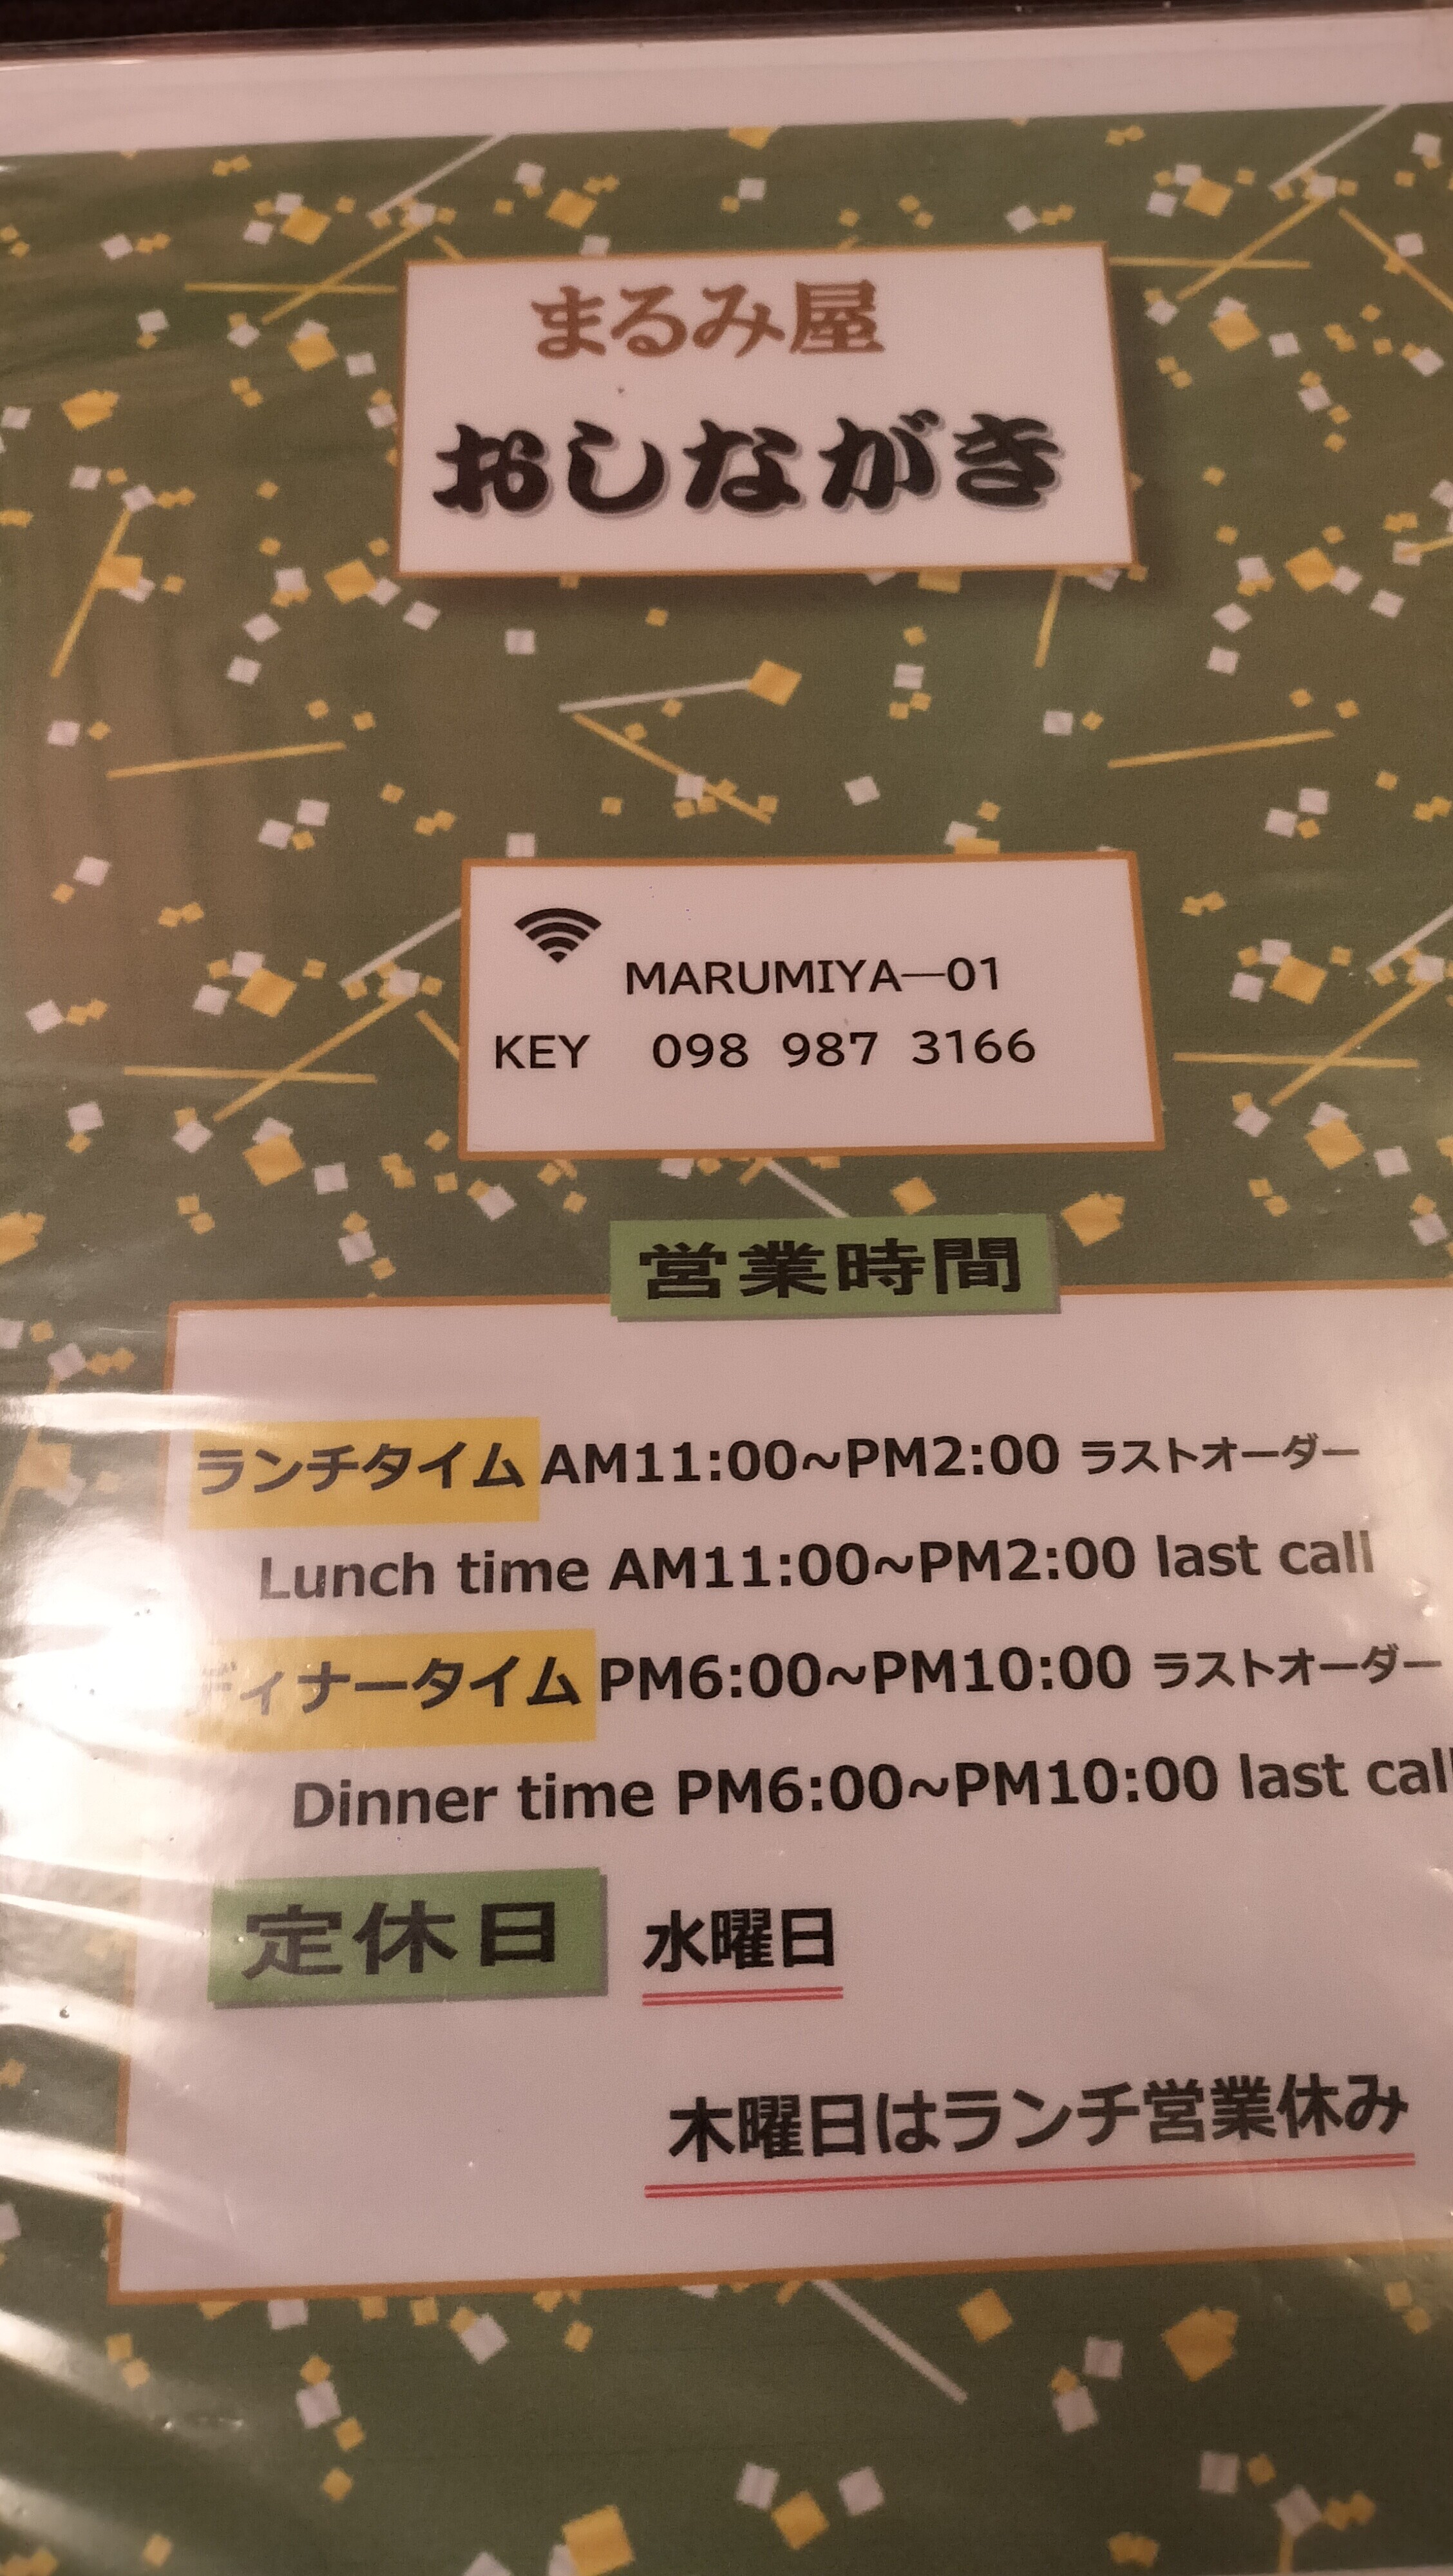 まるみ屋
おしながき
MARUMIYA—01
KEY 098 987 3166
営業時間
ランチタイム AM11:00~PM2:00 ラストオーダー
Lunch time AM11:00~PM2:00 last call
ディナータイム PM6:00~PM10:00 ラストオーダー
Dinner time PM6:00~PM10:00 last call
定休日 水曜日
木曜日はランチ営業休み